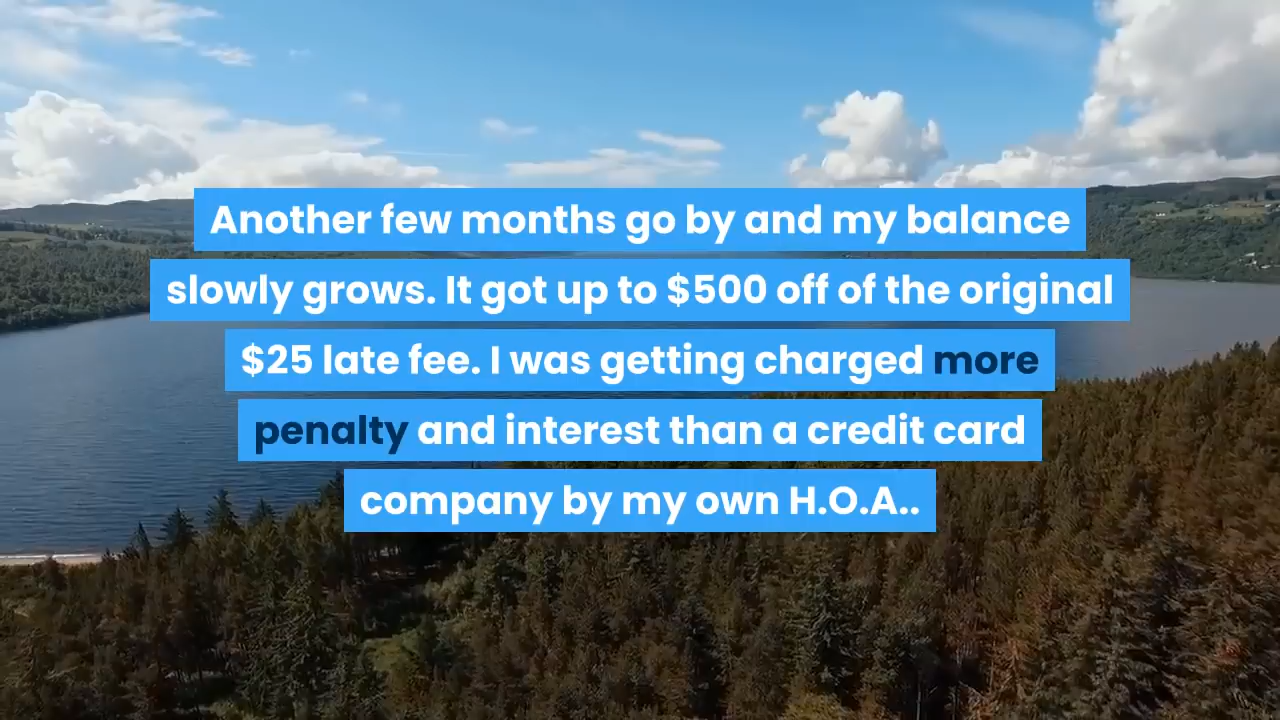 Another few months go by and my balance
slowly grows. It got up to $500 off of the original
$25 late fee. I was getting charged more
penalty and interest than a credit card
company by my own H.O.A..